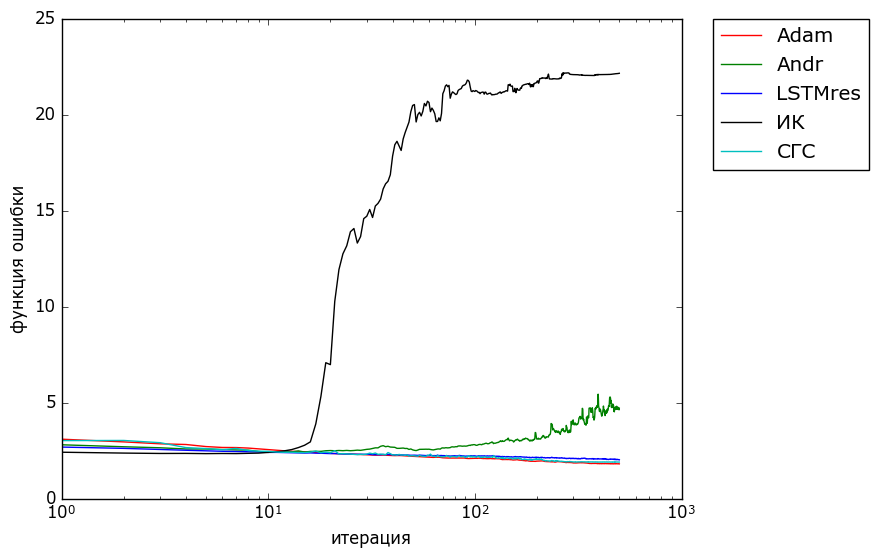 25
20
15
10
5
0
функция ошибки
10⁰
10¹
10²
10³
итерация
Adam
Andr
LSTMres
ИК
СГС